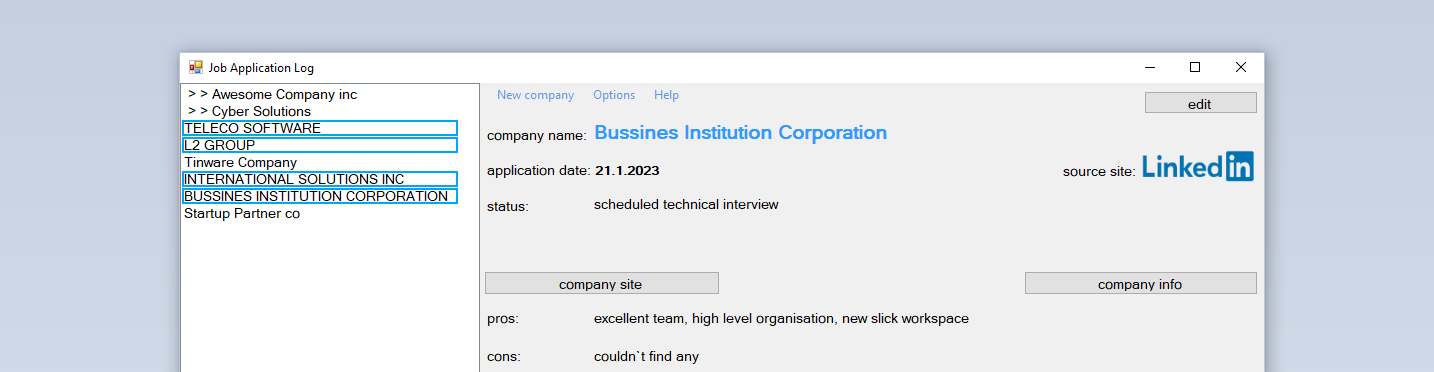 Job Application Log
> > Awesome Company inc
> > Cyber Solutions
TELECO SOFTWARE
L2 GROUP
Tinware Company
INTERNATIONAL SOLUTIONS INC
BUSSINES INSTITUTION CORPORATION
Startup Partner co
New company Options Help
edit
company name: Bussines Institution Corporation
application date: 21.1.2023
source site: LinkedIn
status: scheduled technical interview
company site
company info
pros: excellent team, high level organisation, new slick workspace
cons: couldn`t find any